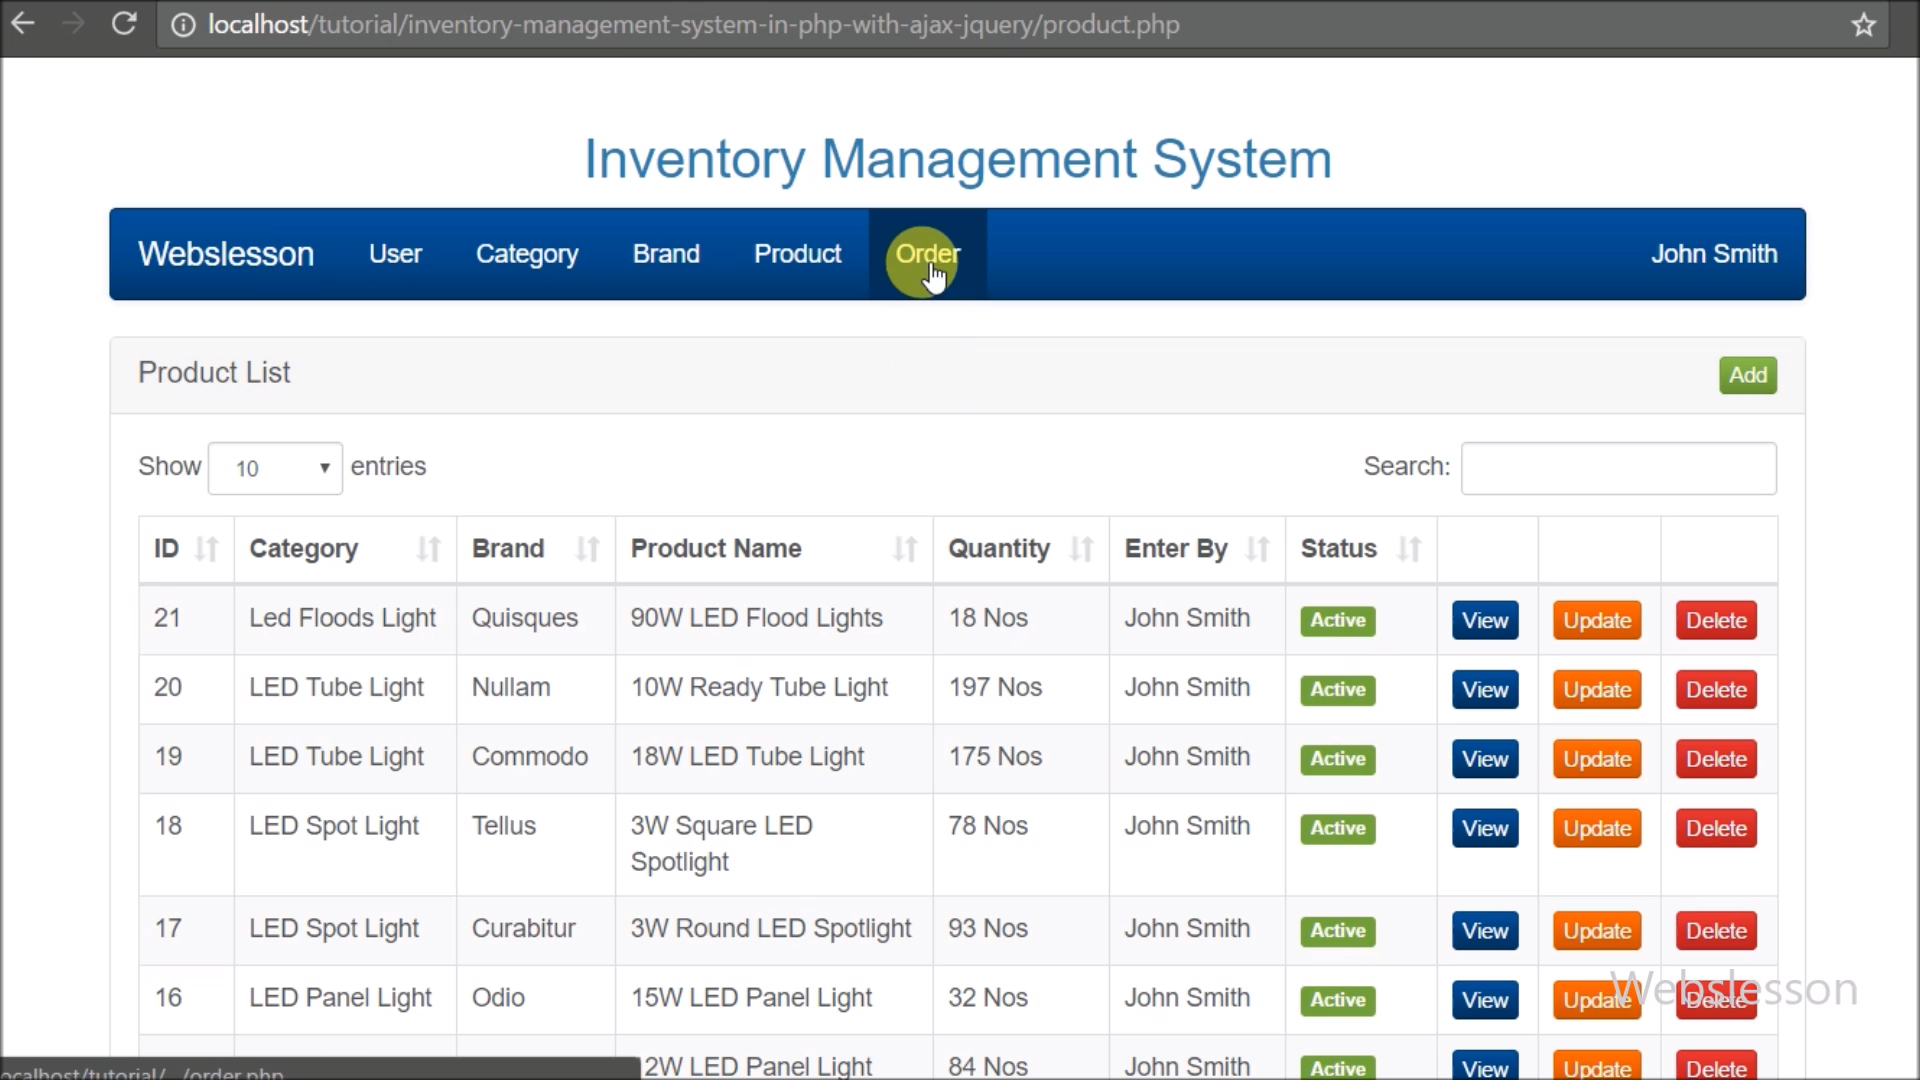 localhost/tutorial/inventory-management-system-in-php-with-ajax-jquery/product.php
Inventory Management System
Webslesson User Category Brand Product Order John Smith
Product List Add
Show 10 entries Search:
ID Category Brand Product Name Quantity Enter By Status
21 Led Floods Light Quisques 90W LED Flood Lights 18 Nos John Smith Active View Update Delete
20 LED Tube Light Nullam 10W Ready Tube Light 197 Nos John Smith Active View Update Delete
19 LED Tube Light Commodo 18W LED Tube Light 175 Nos John Smith Active View Update Delete
18 LED Spot Light Tellus 3W Square LED Spotlight 78 Nos John Smith Active View Update Delete
17 LED Spot Light Curabitur 3W Round LED Spotlight 93 Nos John Smith Active View Update Delete
16 LED Panel Light Odio 15W LED Panel Light 32 Nos John Smith Active View Update Delete
Webslesson
2W LED Panel Light 84 Nos John Smith Active View Update Delete
ocalhost/tutorial/.../order.php